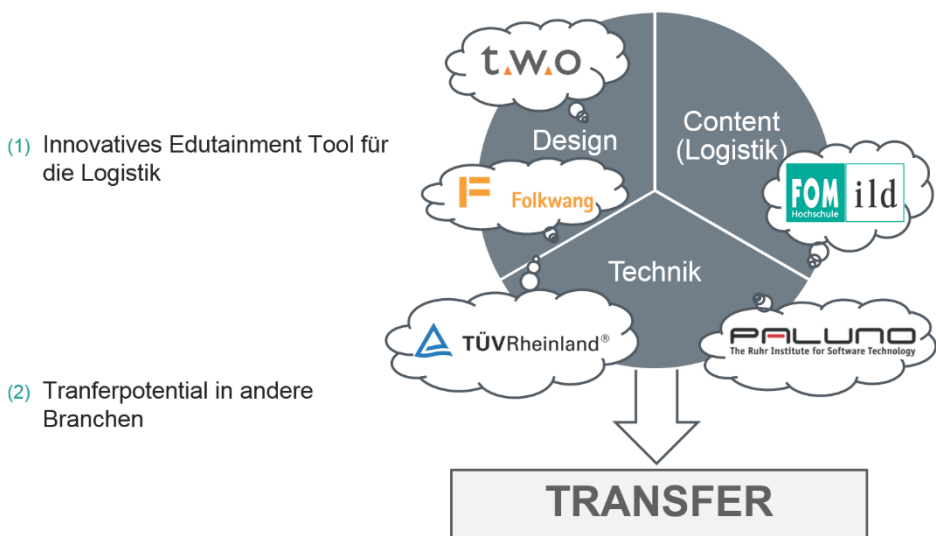 (1) Innovatives Edutainment Tool für
die Logistik
(2) Tranferpotential in andere
Branchen
t.w.o
Design
Content
(Logistik)
F
Folkwang
FOM
Hochschule
ild
Technik
TÜVRheinland®
PALUNO
The Ruhr Institute for Software Technology
TRANSFER